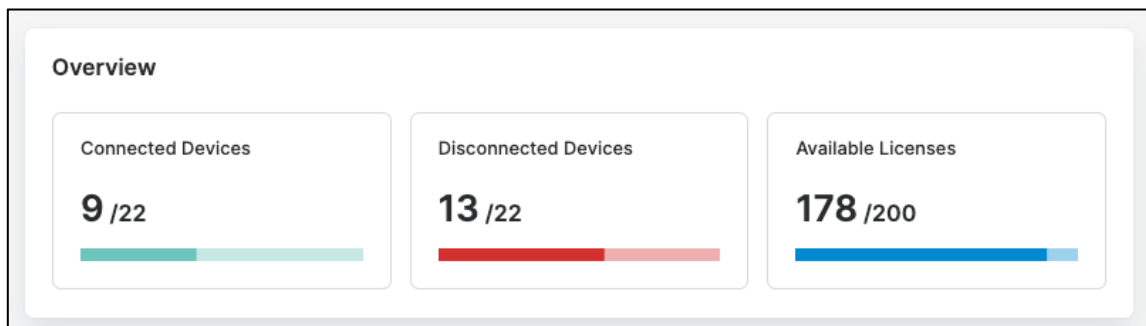 Overview
Connected Devices
9 /22
Disconnected Devices
13 /22
Available Licenses
178 /200